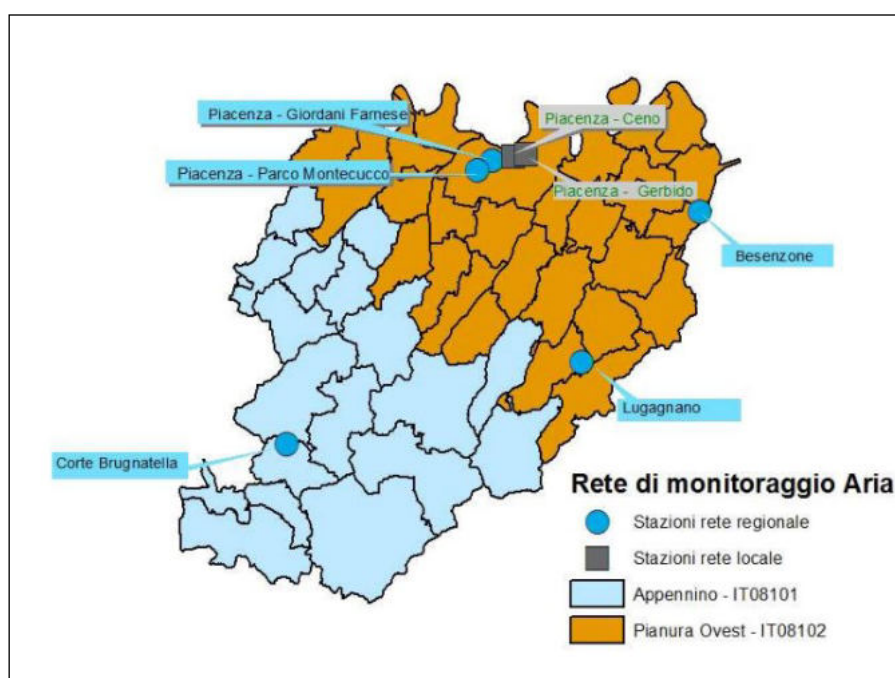 Piacenza - Giordani Farnese
Piacenza - Ceno
Piacenza - Parco Montecucco
Piacenza - Gerbido
Besenzone
Lugagnano
Corte Brugnatella
Rete di monitoraggio Aria
Stazioni rete regionale
Stazioni rete locale
Appennino - IT08101
Pianura Ovest - IT08102